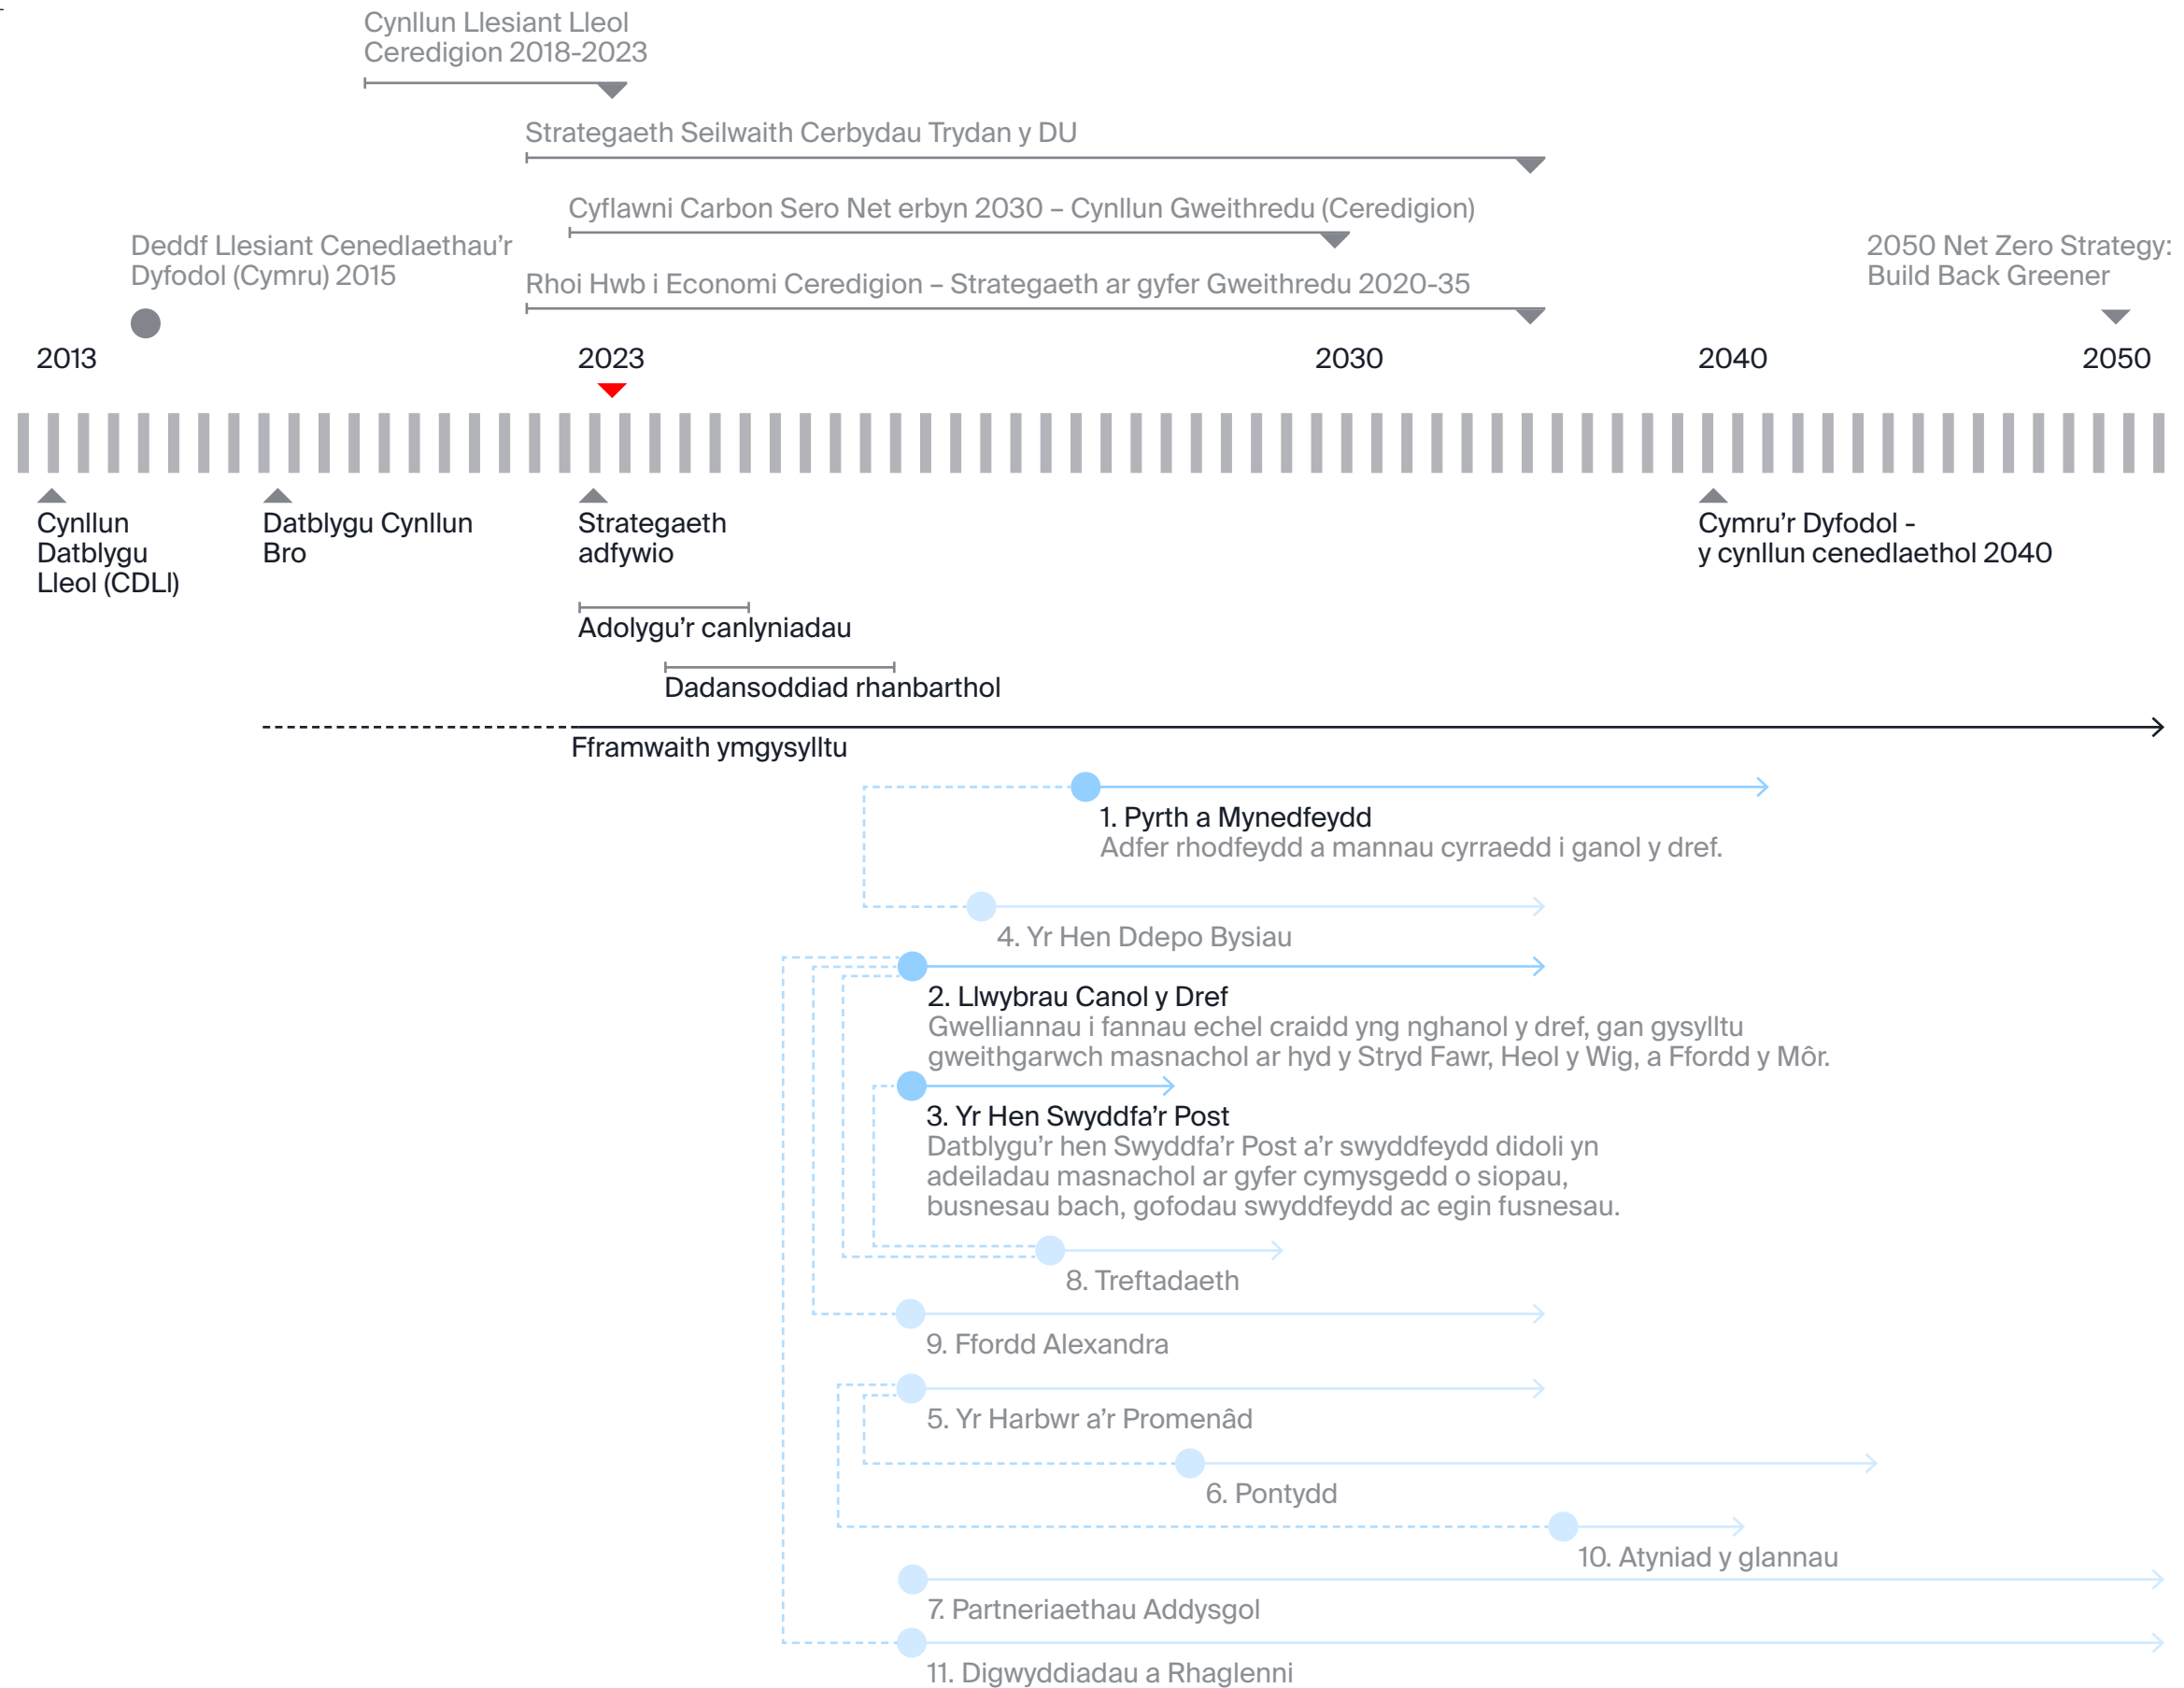 Cynllun Llesiant Lleol
Ceredigion 2018-2023
Strategaeth Seilwaith Cerbydau Trydan y DU
Cyflawni Carbon Sero Net erbyn 2030 – Cynllun Gweithredu (Ceredigion)
Deddf Llesiant Cenedlaethau’r
Dyfodol (Cymru) 2015
2050 Net Zero Strategy:
Build Back Greener
Rhoi Hwb i Economi Ceredigion – Strategaeth ar gyfer Gweithredu 2020-35
2013
2023
2030
2040
2050
Cynllun
Datblygu
Lleol (CDLl)
Datblygu Cynllun
Bro
Strategaeth
adfywio
Cymru’r Dyfodol -
y cynllun cenedlaethol 2040
Adolygu’r canlyniadau
Dadansoddiad rhanbarthol
Fframwaith ymgysylltu
1. Pyrth a Mynedfeydd
Adfer rhodfeydd a mannau cyrraedd i ganol y dref.
4. Yr Hen Ddepo Bysiau
2. Llwybrau Canol y Dref
Gwelliannau i fannau echel craidd yng nghanol y dref, gan gysylltu
gweithgarwch masnachol ar hyd y Stryd Fawr, Heol y Wig, a Ffordd y Môr.
3. Yr Hen Swyddfa’r Post
Datblygu’r hen Swyddfa’r Post a’r swyddfeydd didoli yn
adeiladau masnachol ar gyfer cymysgedd o siopau,
busnesau bach, gofodau swyddfeydd ac egin fusnesau.
8. Treftadaeth
9. Ffordd Alexandra
5. Yr Harbwr a’r Promenâd
6. Pontydd
10. Atyniad y glannau
7. Partneriaethau Addysgol
11. Digwyddiadau a Rhaglenni